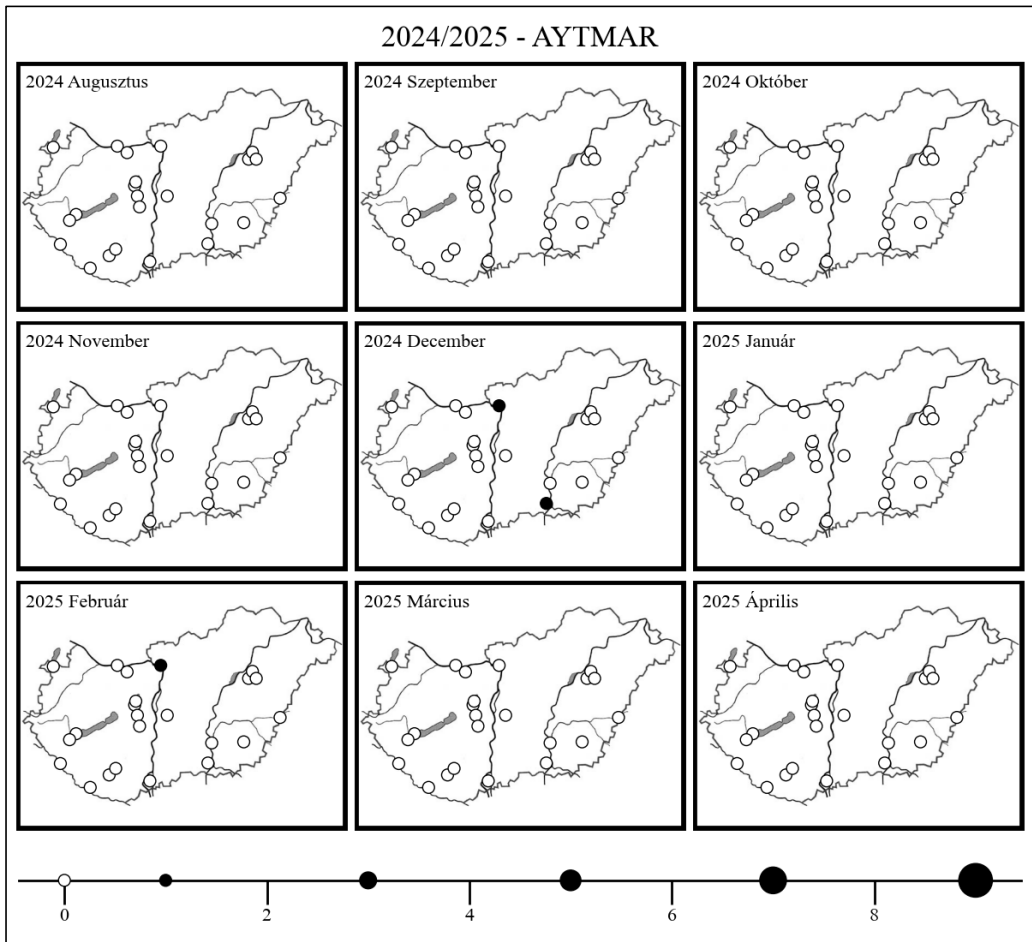 2024/2025 - AYTMAR
2024 Augusztus
2024 Szeptember
2024 Október
2024 November
2024 December
2025 Január
2025 Február
2025 Március
2025 Április
0 2 4 6 8